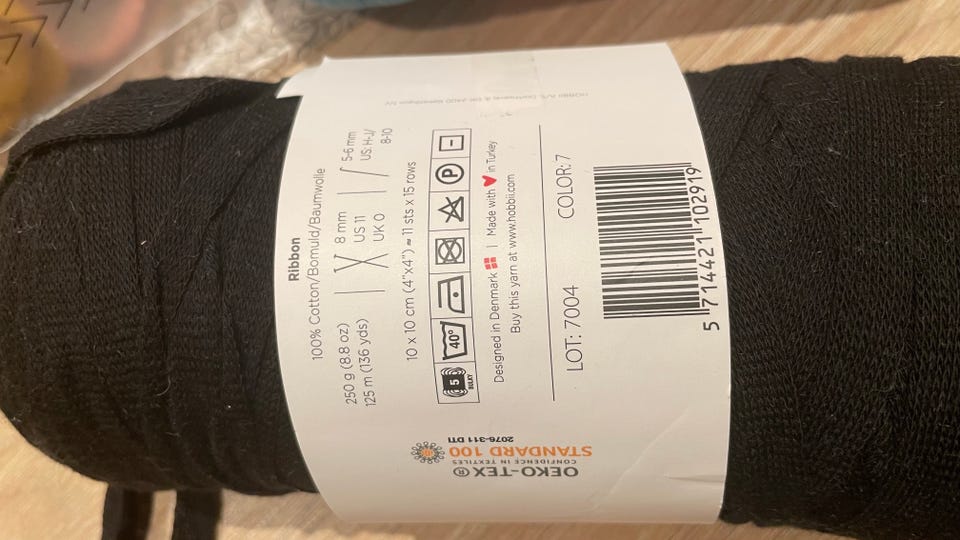 Ribbon
100% Cotton/Bomuld/Baumwolle
250 g (8.8 oz)
125 m (136 yds)
8 mm
US 11
UK 0
5-6 mm
US: H-J/
8-10
10 x 10 cm (4"x4") ≈ 11 sts x 15 rows
5
BULKY
40°
P
Designed in Denmark | Made with ♥ in Turkey
Buy this yarn at www.hobbii.com
LOT: 7004 COLOR: 7
5 714421 102919
OEKO-TEX®
CONFIDENCE IN TEXTILES
STANDARD 100
2076-311 DTI